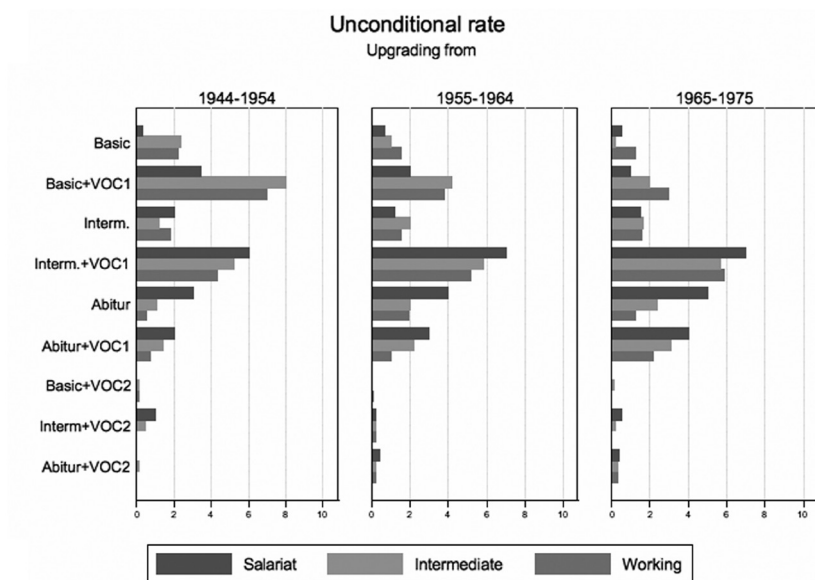 Unconditional rate
Upgrading from
1944-1954
1955-1964
1965-1975
Basic
Basic+VOC1
Interm.
Interm.+VOC1
Abitur
Abitur+VOC1
Basic+VOC2
Interm+VOC2
Abitur+VOC2
0 2 4 6 8 10
0 2 4 6 8 10
0 2 4 6 8 10
Salariat Intermediate Working